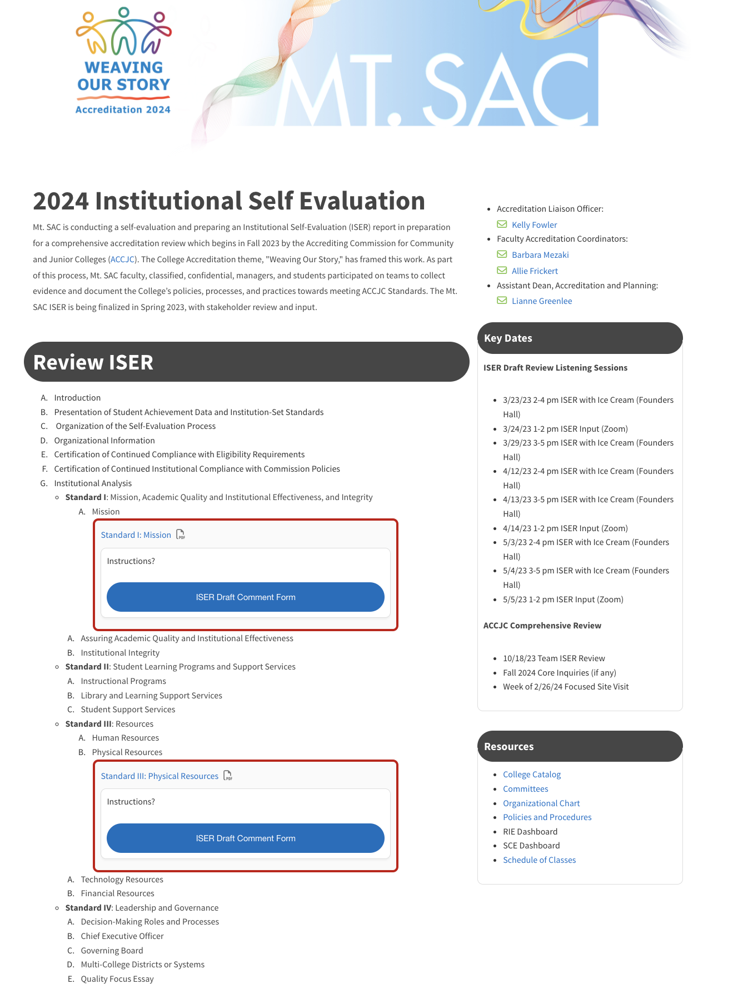 WEAVING
OUR STORY
Accreditation 2024
MT. SAC
2024 Institutional Self Evaluation
Mt. SAC is conducting a self-evaluation and preparing an Institutional Self-Evaluation (ISER) report in preparation
for a comprehensive accreditation review which begins in Fall 2023 by the Accrediting Commission for Community
and Junior Colleges (ACCJC). The College Accreditation theme, "Weaving Our Story," has framed this work. As part
of this process, Mt. SAC faculty, classified, confidential, managers, and students participated on teams to collect
evidence and document the College's policies, processes, and practices towards meeting ACCJC Standards. The Mt.
SAC ISER is being finalized in Spring 2023, with stakeholder review and input.
Review ISER
A. Introduction
B. Presentation of Student Achievement Data and Institution-Set Standards
C. Organization of the Self-Evaluation Process
D. Organizational Information
E. Certification of Continued Compliance with Eligibility Requirements
F. Certification of Continued Institutional Compliance with Commission Policies
G. Institutional Analysis
Standard I: Mission, Academic Quality and Institutional Effectiveness, and Integrity
A. Mission
Standard I: Mission PDF
Instructions?
ISER Draft Comment Form
A. Assuring Academic Quality and Institutional Effectiveness
B. Institutional Integrity
Standard II: Student Learning Programs and Support Services
A. Instructional Programs
B. Library and Learning Support Services
C. Student Support Services
Standard III: Resources
A. Human Resources
B. Physical Resources
Standard III: Physical Resources PDF
Instructions?
ISER Draft Comment Form
A. Technology Resources
B. Financial Resources
Standard IV: Leadership and Governance
A. Decision-Making Roles and Processes
B. Chief Executive Officer
C. Governing Board
D. Multi-College Districts or Systems
E. Quality Focus Essay
Accreditation Liaison Officer:
Kelly Fowler
Faculty Accreditation Coordinators:
Barbara Mezaki
Allie Frickert
Assistant Dean, Accreditation and Planning:
Lianne Greenlee
Key Dates
ISER Draft Review Listening Sessions
3/23/23 2-4 pm ISER with Ice Cream (Founders
Hall)
3/24/23 1-2 pm ISER Input (Zoom)
3/29/23 3-5 pm ISER with Ice Cream (Founders
Hall)
4/12/23 2-4 pm ISER with Ice Cream (Founders
Hall)
4/13/23 3-5 pm ISER with Ice Cream (Founders
Hall)
4/14/23 1-2 pm ISER Input (Zoom)
5/3/23 2-4 pm ISER with Ice Cream (Founders
Hall)
5/4/23 3-5 pm ISER with Ice Cream (Founders
Hall)
5/5/23 1-2 pm ISER Input (Zoom)
ACCJC Comprehensive Review
10/18/23 Team ISER Review
Fall 2024 Core Inquiries (if any)
Week of 2/26/24 Focused Site Visit
Resources
College Catalog
Committees
Organizational Chart
Policies and Procedures
RIE Dashboard
SCE Dashboard
Schedule of Classes